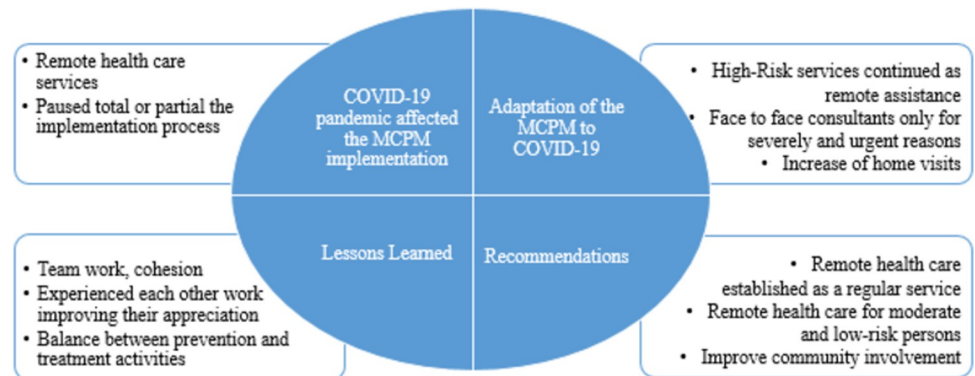 • Remote health care
services
• Paused total or partial the
implementation process
COVID-19
pandemic affected
the MCPM
implementation
Adaptation of the
MCPM to
COVID-19
• High-Risk services continued as
remote assistance
• Face to face consultants only for
severely and urgent reasons
• Increase of home visits
• Team work, cohesion
• Experienced each other work
improving their appreciation
• Balance between prevention and
treatment activities
Lessons Learned
Recommendations
• Remote health care
established as a regular service
• Remote health care for moderate
and low-risk persons
• Improve community involvement